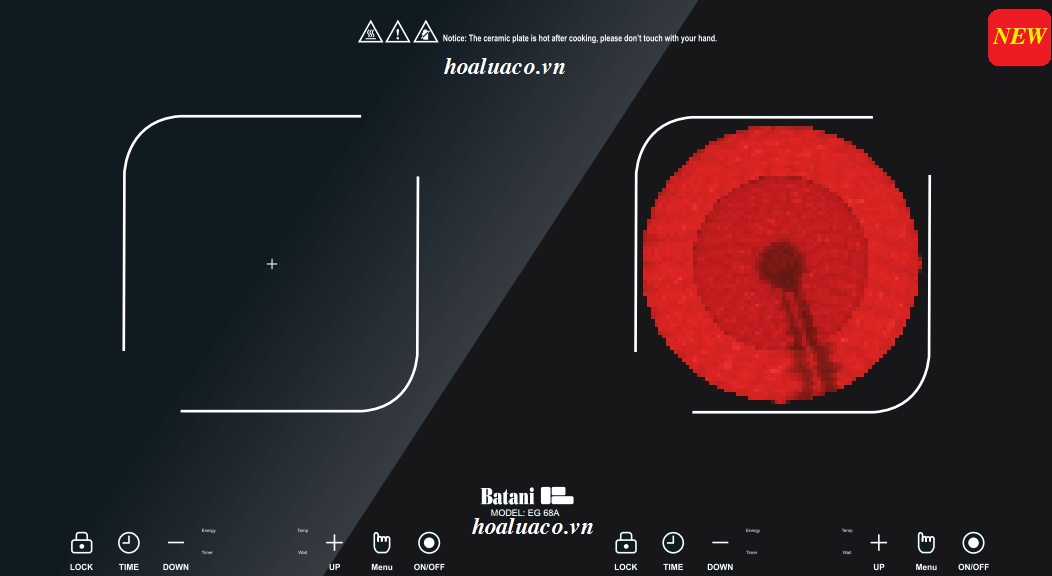 Notice: The ceramic plate is hot after cooking, please don't touch with your hand.
NEW
hoaluaco.vn
Batani
MODEL: EG 68A
hoaluaco.vn
Energy Temp Energy Temp
Timer Wait Timer Wait
LOCK TIME DOWN UP Menu ON/OFF LOCK TIME DOWN UP Menu ON/OFF